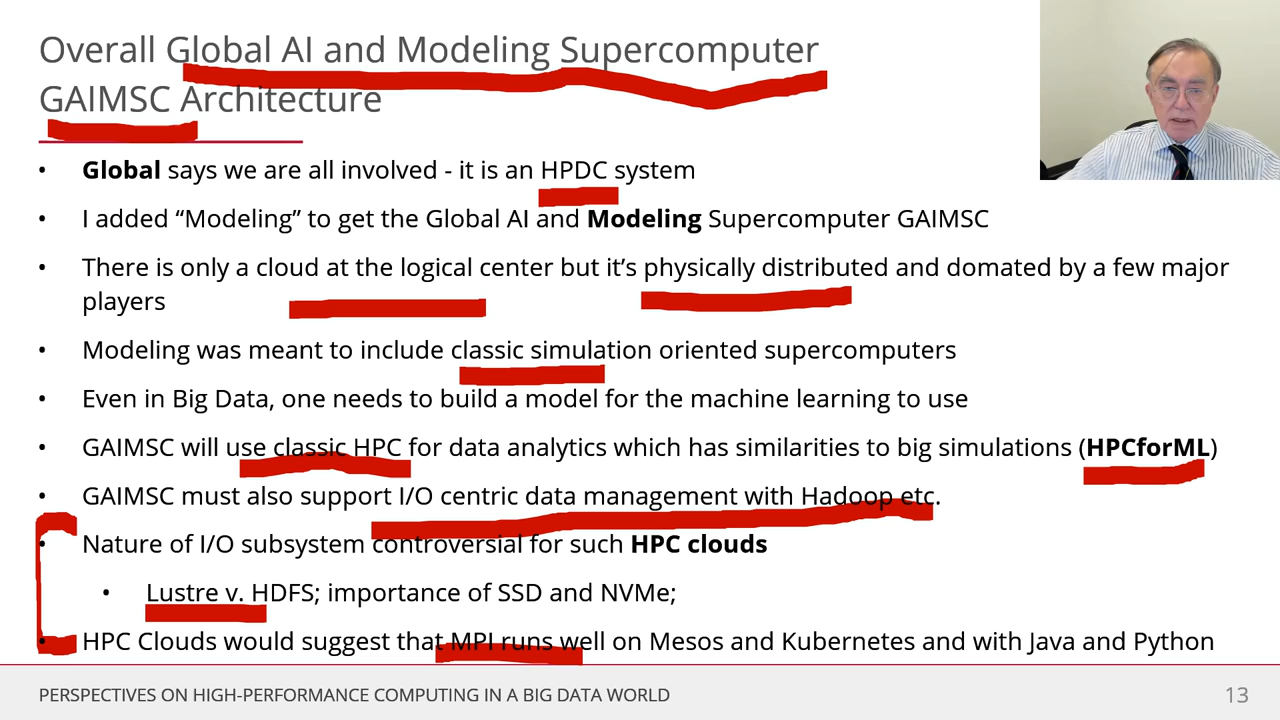 Overall Global AI and Modeling Supercomputer
GAIMSC Architecture
• Global says we are all involved - it is an HPDC system
• I added “Modeling” to get the Global AI and Modeling Supercomputer GAIMSC
• There is only a cloud at the logical center but it’s physically distributed and domated by a few major
players
• Modeling was meant to include classic simulation oriented supercomputers
• Even in Big Data, one needs to build a model for the machine learning to use
• GAIMSC will use classic HPC for data analytics which has similarities to big simulations (HPCforML)
• GAIMSC must also support I/O centric data management with Hadoop etc.
• Nature of I/O subsystem controversial for such HPC clouds
• Lustre v. HDFS; importance of SSD and NVMe;
• HPC Clouds would suggest that MPI runs well on Mesos and Kubernetes and with Java and Python
PERSPECTIVES ON HIGH-PERFORMANCE COMPUTING IN A BIG DATA WORLD
13